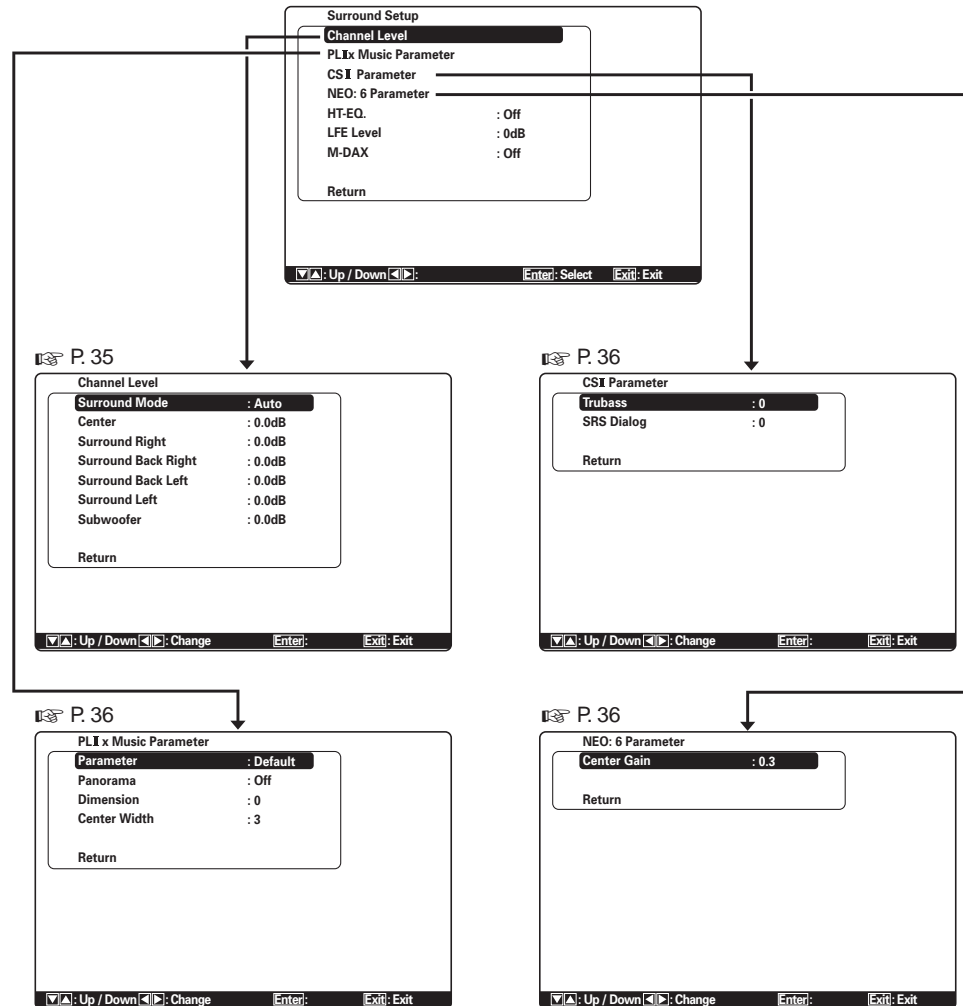 Surround Setup
Channel Level
PLIIx Music Parameter
CSII Parameter
NEO: 6 Parameter
HT-EQ. : Off
LFE Level : 0dB
M-DAX : Off
Return
▼▲: Up / Down ◀▶: Enter: Select Exit: Exit
☞ P. 35
Channel Level
Surround Mode : Auto
Center : 0.0dB
Surround Right : 0.0dB
Surround Back Right : 0.0dB
Surround Back Left : 0.0dB
Surround Left : 0.0dB
Subwoofer : 0.0dB
Return
▼▲: Up / Down ◀▶: Change Enter: Exit: Exit
☞ P. 36
CSII Parameter
Trubass : 0
SRS Dialog : 0
Return
▼▲: Up / Down ◀▶: Change Enter: Exit: Exit
☞ P. 36
PLII x Music Parameter
Parameter : Default
Panorama : Off
Dimension : 0
Center Width : 3
Return
▼▲: Up / Down ◀▶: Change Enter: Exit: Exit
☞ P. 36
NEO: 6 Parameter
Center Gain : 0.3
Return
▼▲: Up / Down ◀▶: Change Enter: Exit: Exit